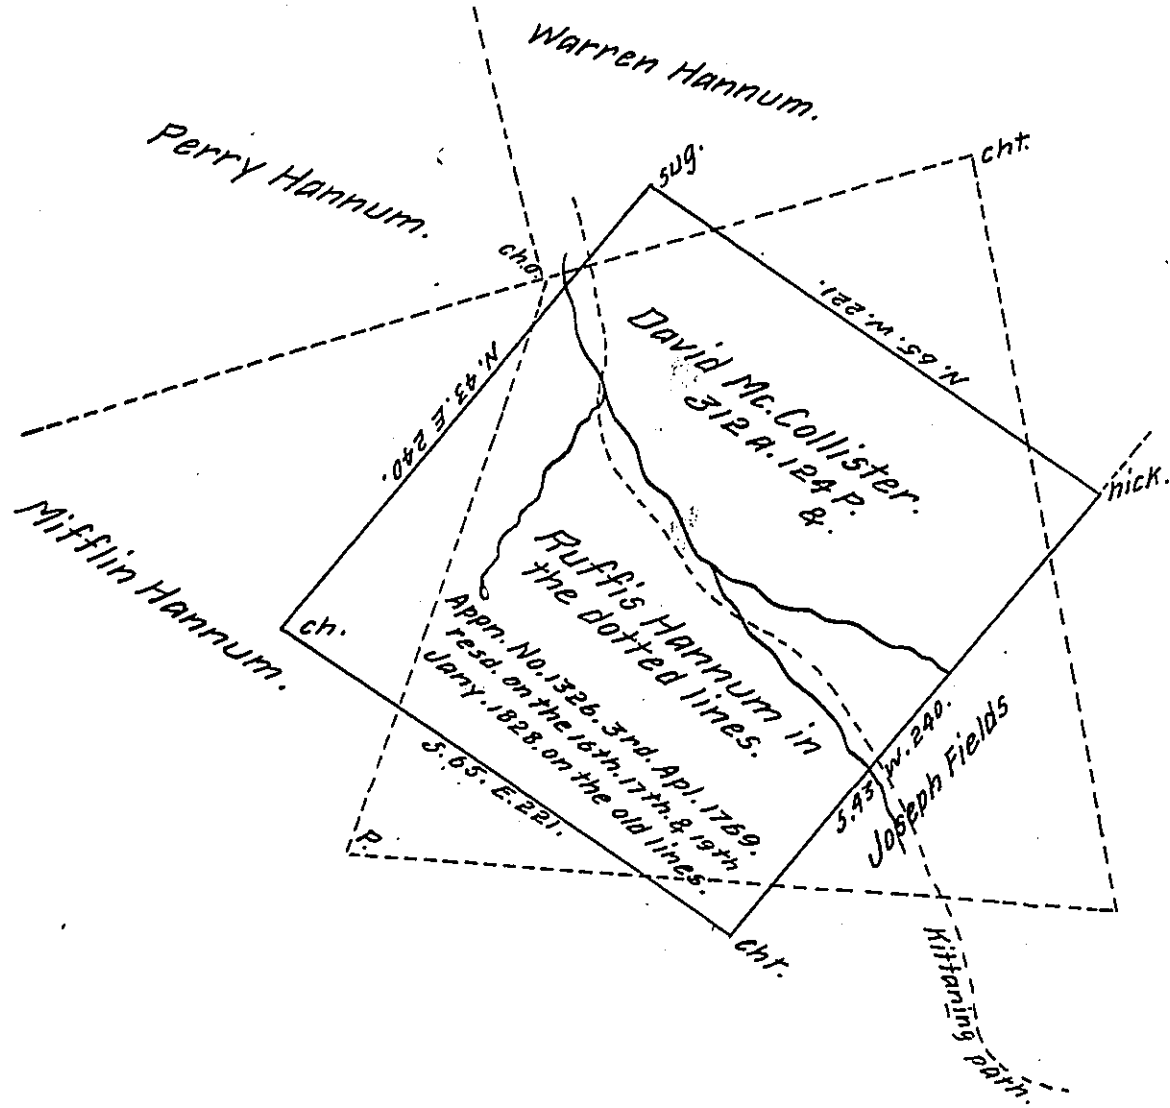 Warren Hannum.
Perry Hannum.
sug.
cht.
ch.o.
N. 65. W. 221.
David Mc.Collister.
312 A. 124 P.
&.
N. 43. E 240.
hick.
Mifflin Hannum.
Ruffis Hannum in
the dotted lines.
ch.
Appn. No. 1326. 3rd. Apl. 1769.
resd. on the 16th. 17th. & 19th
Jany. 1828. on the old lines.
S. 65. E. 221.
S. 43 W. 240.
Joseph Fields
P.
cht.
Kittaning path.